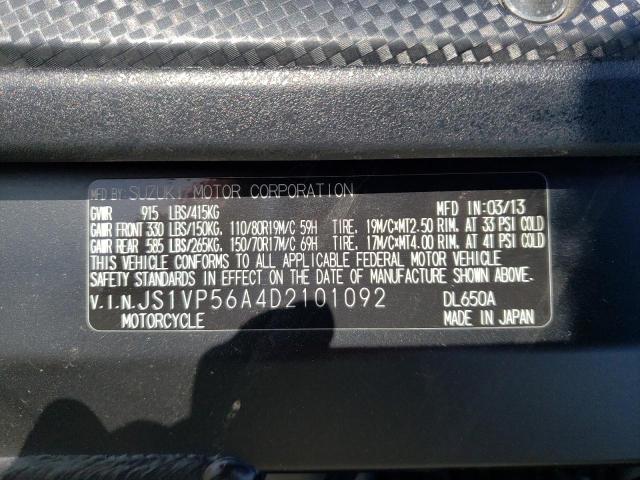 MFD.BY:SUZUKI MOTOR CORPORATION
GVWR 915 LBS/415KG MFD IN:03/13
GAWR FRONT 330 LBS/150KG. 110/80R19M/C 59H TIRE, 19M/C×MT2.50 RIM. AT 33 PSI COLD
GAWR REAR 585 LBS/265KG. 150/70R17M/C 69H TIRE, 17M/C×MT4.00 RIM. AT 41 PSI COLD
THIS VEHICLE CONFORMS TO ALL APPLICABLE FEDERAL MOTOR VEHICLE
SAFETY STANDARDS IN EFFECT ON THE DATE OF MANUFACTURE SHOWN ABOVE.
V.I.N.JS1VP56A4D2101092 DL650A
MOTORCYCLE MADE IN JAPAN